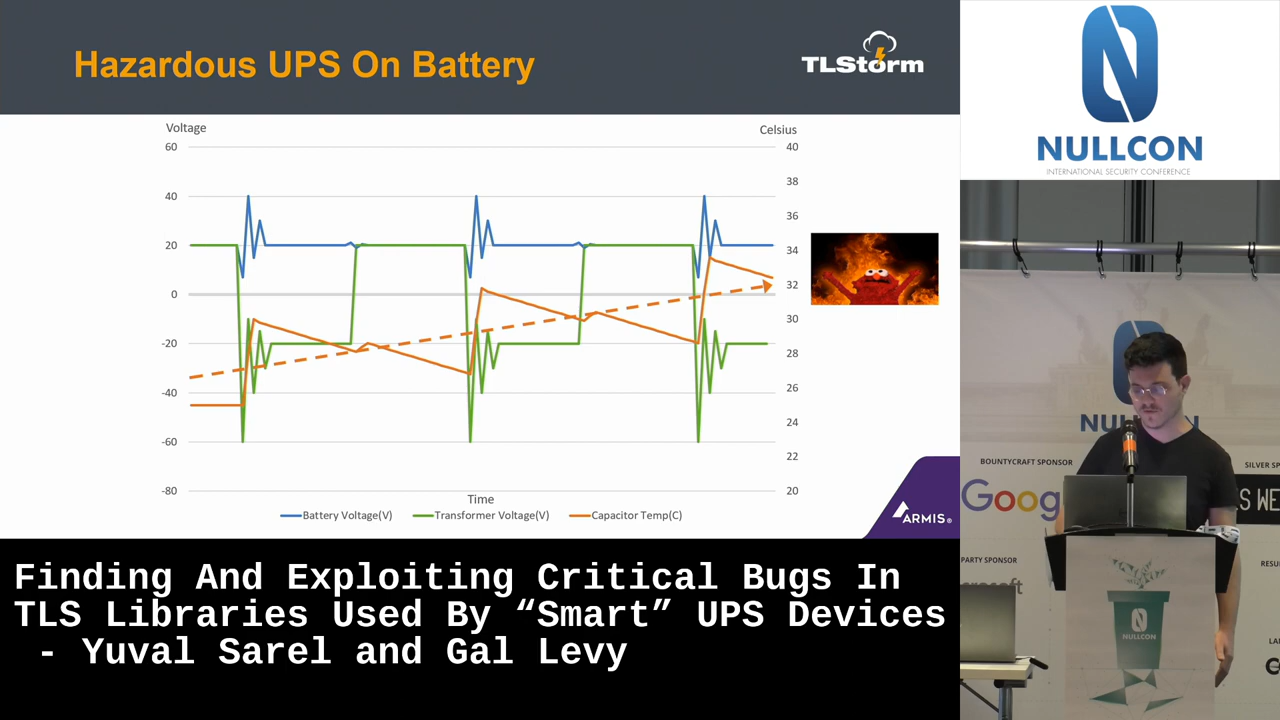 Hazardous UPS On Battery
TLStorm
Voltage
Celsius
60
40
20
0
-20
-40
-60
-80
40
38
36
34
32
30
28
26
24
22
20
Time
Battery Voltage(V)
Transformer Voltage(V)
Capacitor Temp(C)
ARMIS®
NULLCON
INTERNATIONAL SECURITY CONFERENCE
BOUNTYCRAFT SPONSOR
SILVER SP
Goog
S WE
PARTY SPONSOR
RESU
NULLCON
LA
Finding And Exploiting Critical Bugs In
TLS Libraries Used By “Smart” UPS Devices
- Yuval Sarel and Gal Levy